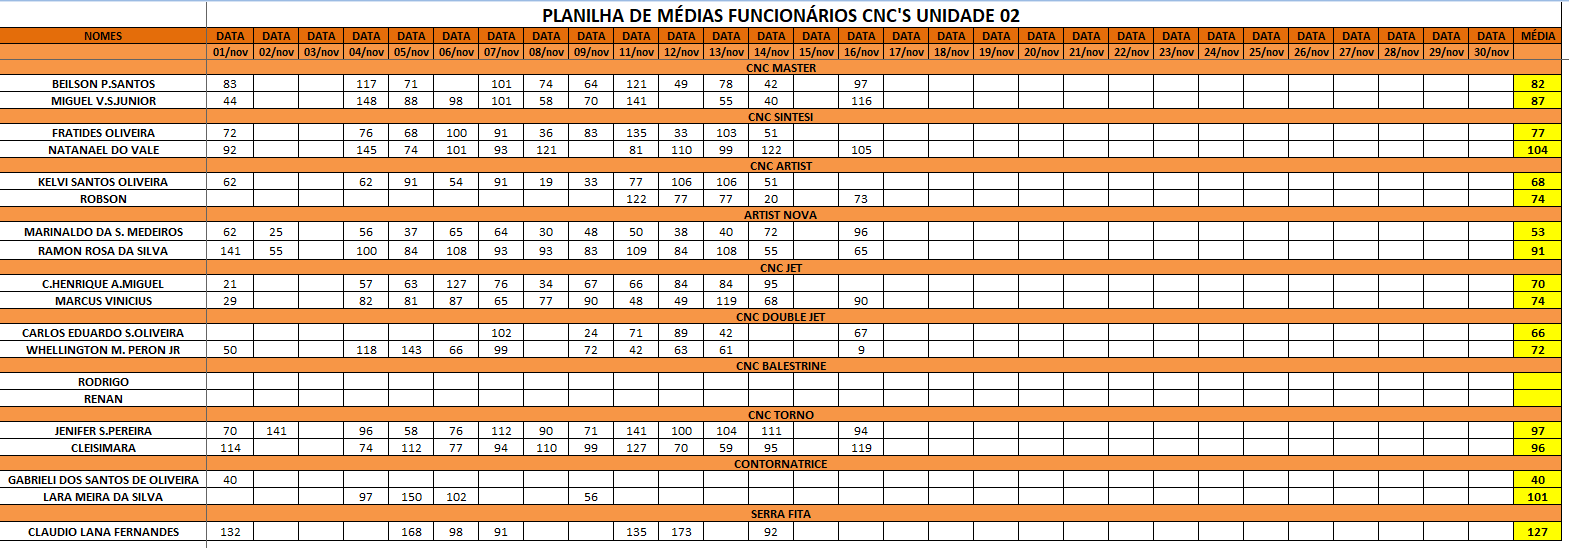 PLANILHA DE MÉDIAS FUNCIONÁRIOS CNC'S UNIDADE 02
NOMES DATA DATA DATA DATA DATA DATA DATA DATA DATA DATA DATA DATA DATA DATA DATA DATA DATA DATA DATA DATA DATA DATA DATA DATA DATA DATA DATA DATA MÉDIA
01/nov 02/nov 03/nov 04/nov 05/nov 06/nov 07/nov 08/nov 09/nov 11/nov 12/nov 13/nov 14/nov 15/nov 16/nov 17/nov 18/nov 19/nov 20/nov 21/nov 22/nov 23/nov 24/nov 25/nov 26/nov 27/nov 28/nov 29/nov 30/nov
CNC MASTER
BEILSON P.SANTOS 83 117 71 101 74 64 121 49 78 42 97 82
MIGUEL V.S.JUNIOR 44 148 88 98 101 58 70 141 55 40 116 87
CNC SINTESI
FRATIDES OLIVEIRA 72 76 68 100 91 36 83 135 33 103 51 77
NATANAEL DO VALE 92 145 74 101 93 121 81 110 99 122 105 104
CNC ARTIST
KELVI SANTOS OLIVEIRA 62 62 91 54 91 19 33 77 106 106 51 68
ROBSON 122 77 77 20 73 74
ARTIST NOVA
MARINALDO DA S. MEDEIROS 62 25 56 37 65 64 30 48 50 38 40 72 96 53
RAMON ROSA DA SILVA 141 55 100 84 108 93 93 83 109 84 108 55 65 91
CNC JET
C.HENRIQUE A.MIGUEL 21 57 63 127 76 34 67 66 84 84 95 70
MARCUS VINICIUS 29 82 81 87 65 77 90 48 49 119 68 90 74
CNC DOUBLE JET
CARLOS EDUARDO S.OLIVEIRA 102 24 71 89 42 67 66
WHELLINGTON M. PERON JR 50 118 143 66 99 72 42 63 61 9 72
CNC BALESTRINE
RODRIGO
RENAN
CNC TORNO
JENIFER S.PEREIRA 70 141 96 58 76 112 90 71 141 100 104 111 94 97
CLEISIMARA 114 74 112 77 94 110 99 127 70 59 95 119 96
CONTORNATRICE
GABRIELI DOS SANTOS DE OLIVEIRA 40 40
LARA MEIRA DA SILVA 97 150 102 56 101
SERRA FITA
CLAUDIO LANA FERNANDES 132 168 98 91 135 173 92 127